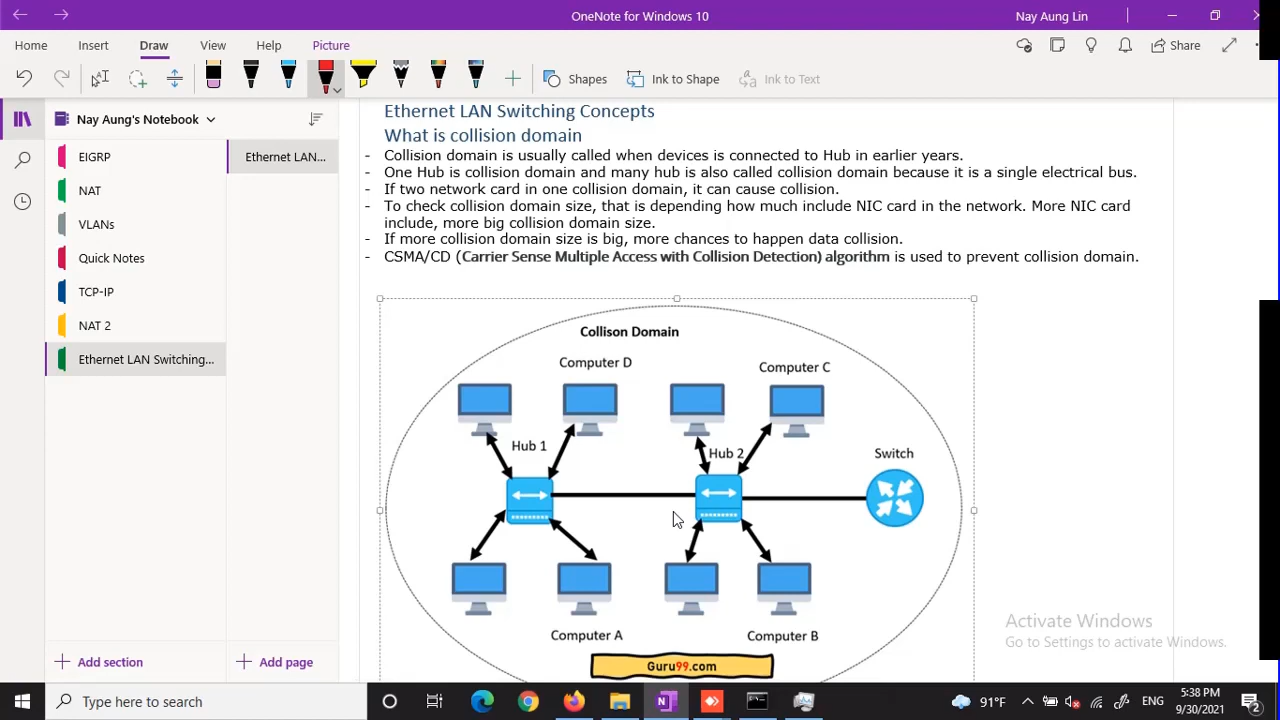 OneNote for Windows 10
Nay Aung Lin
Home Insert Draw View Help Picture
Share
Shapes Ink to Shape Ink to Text
Nay Aung's Notebook
EIGRP
NAT
VLANs
Quick Notes
TCP-IP
NAT 2
Ethernet LAN Switching...
Add section
Ethernet LAN...
Add page
Ethernet LAN Switching Concepts
What is collision domain
- Collision domain is usually called when devices is connected to Hub in earlier years.
- One Hub is collision domain and many hub is also called collision domain because it is a single electrical bus.
- If two network card in one collision domain, it can cause collision.
- To check collision domain size, that is depending how much include NIC card in the network. More NIC card
include, more big collision domain size.
- If more collision domain size is big, more chances to happen data collision.
- CSMA/CD (Carrier Sense Multiple Access with Collision Detection) algorithm is used to prevent collision domain.
Collison Domain
Computer D
Computer C
Hub 1
Hub 2
Switch
Computer A
Computer B
Guru99.com
Activate Windows
Go to Settings to activate Windows.
Type here to search
91°F
ENG
5:38 PM
9/30/2021
2